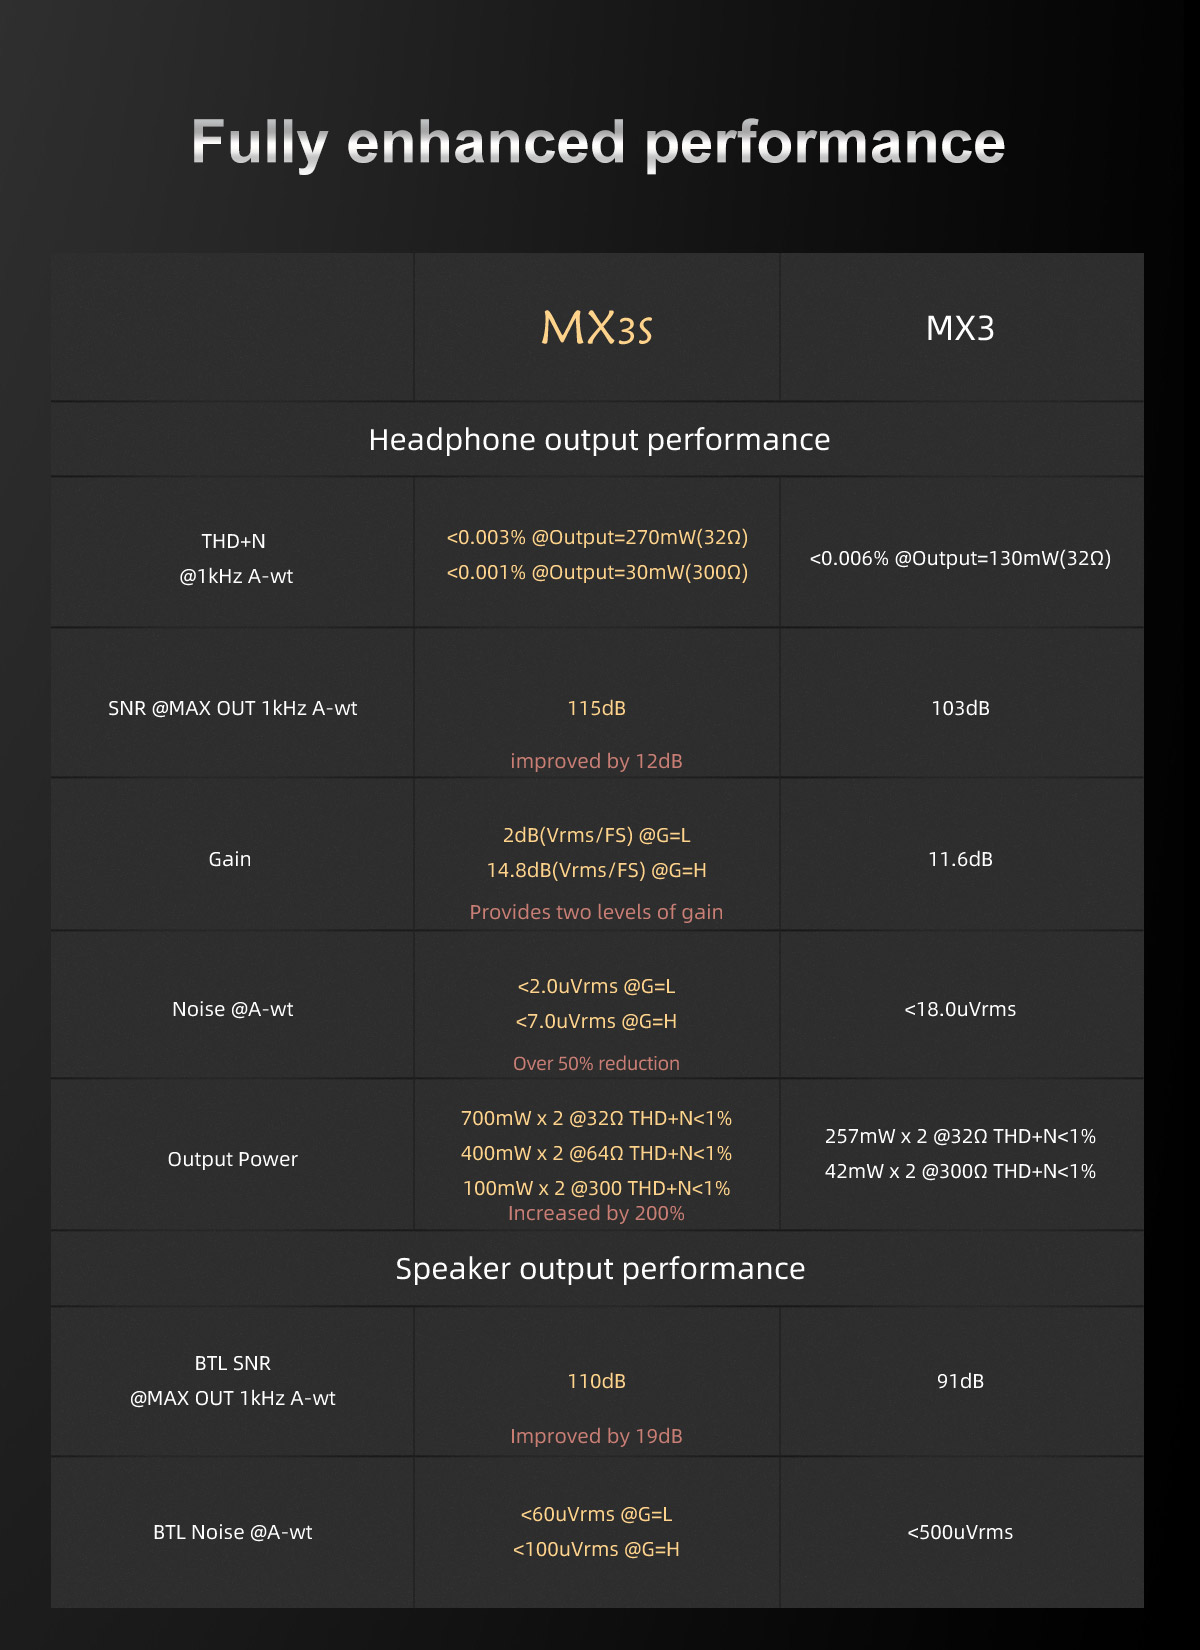 Fully enhanced performance
MX3S
MX3
Headphone output performance
THD+N
@1kHz A-wt
<0.003% @Output=270mW(32Ω)
<0.001% @Output=30mW(300Ω)
<0.006% @Output=130mW(32Ω)
SNR @MAX OUT 1kHz A-wt
115dB
improved by 12dB
103dB
Gain
2dB(Vrms/FS) @G=L
14.8dB(Vrms/FS) @G=H
Provides two levels of gain
11.6dB
Noise @A-wt
<2.0uVrms @G=L
<7.0uVrms @G=H
Over 50% reduction
<18.0uVrms
Output Power
700mW x 2 @32Ω THD+N<1%
400mW x 2 @64Ω THD+N<1%
100mW x 2 @300 THD+N<1%
Increased by 200%
257mW x 2 @32Ω THD+N<1%
42mW x 2 @300Ω THD+N<1%
Speaker output performance
BTL SNR
@MAX OUT 1kHz A-wt
110dB
Improved by 19dB
91dB
BTL Noise @A-wt
<60uVrms @G=L
<100uVrms @G=H
<500uVrms